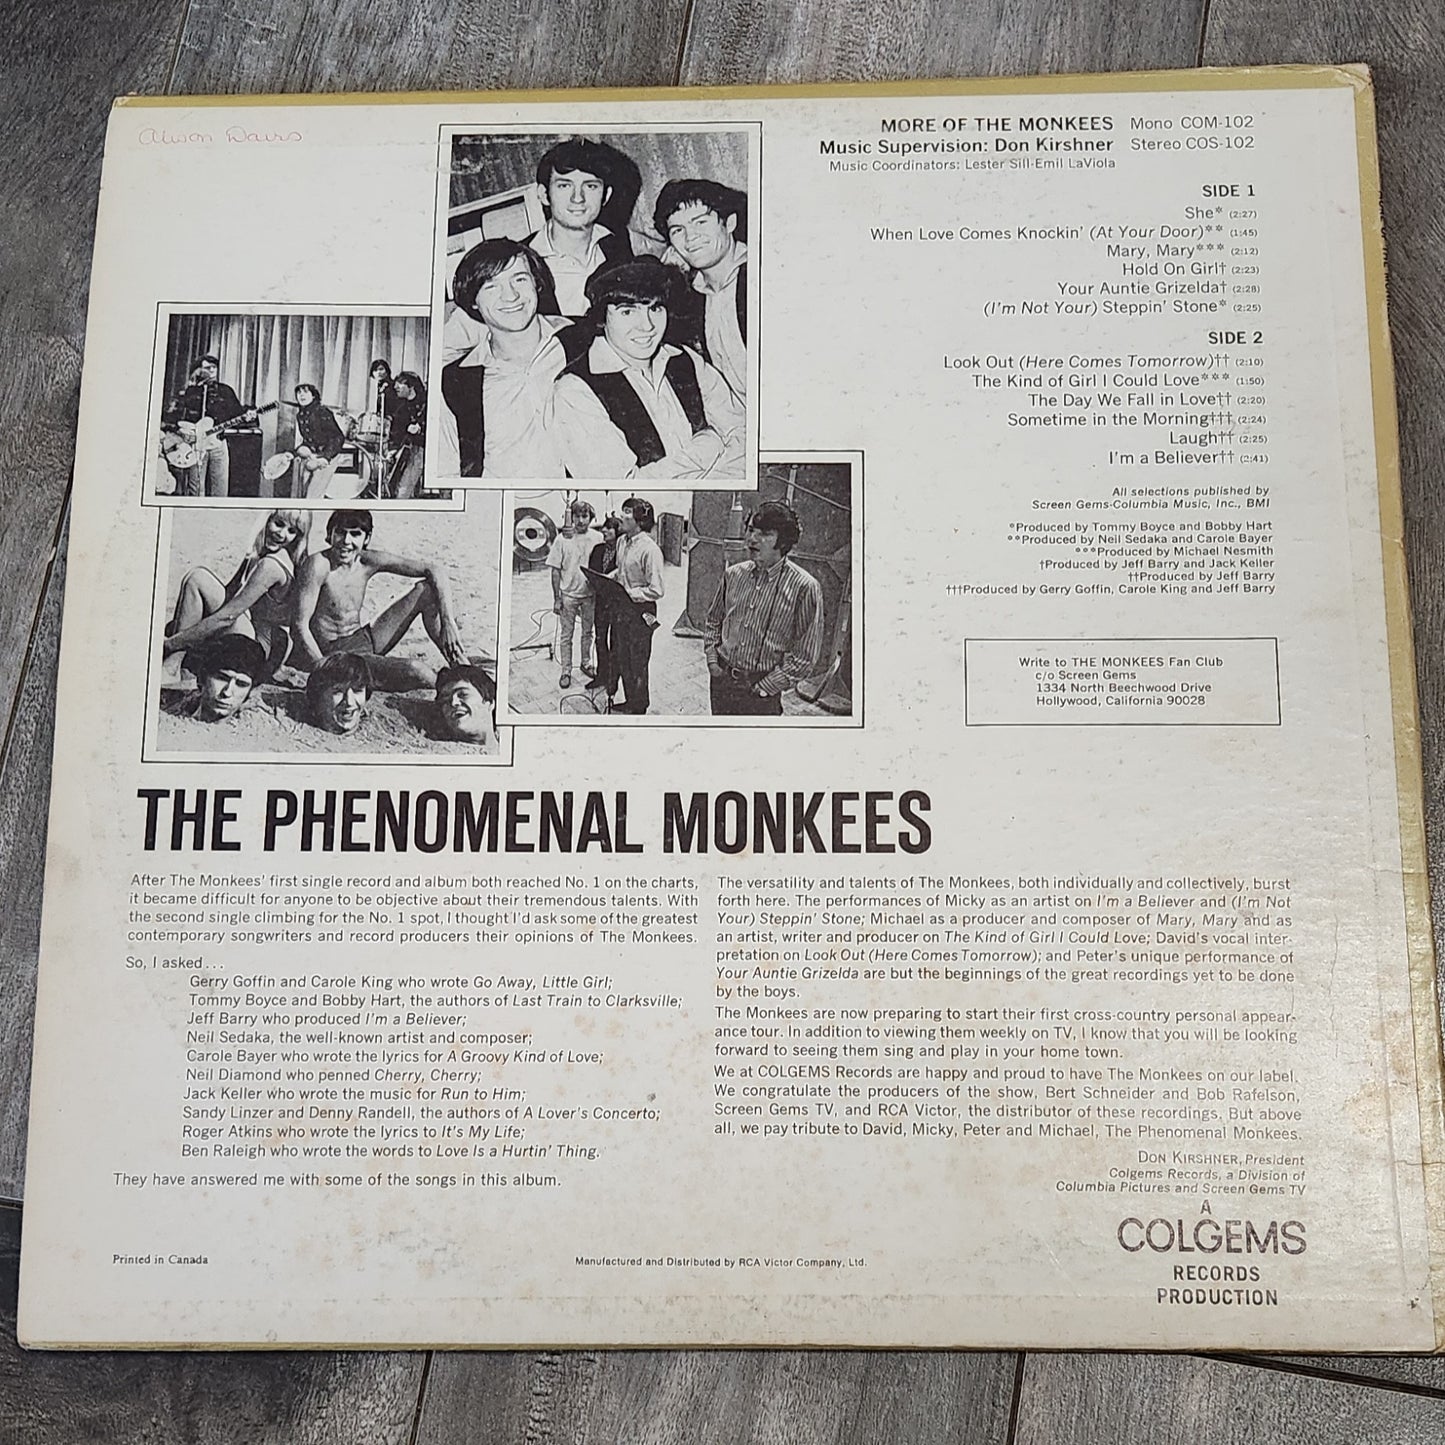 Alison Davis
MORE OF THE MONKEES Mono COM-102
Music Supervision: Don Kirshner Stereo COS-102
Music Coordinators: Lester Sill-Emil LaViola
SIDE 1
She* (2:27)
When Love Comes Knockin' (At Your Door)** (1:45)
Mary, Mary*** (2:12)
Hold On Girl† (2:23)
Your Auntie Grizelda† (2:28)
(I'm Not Your) Steppin' Stone* (2:25)
SIDE 2
Look Out (Here Comes Tomorrow)†† (2:10)
The Kind of Girl I Could Love*** (1:50)
The Day We Fall in Love†† (2:20)
Sometime in the Morning††† (2:24)
Laugh†† (2:25)
I'm a Believer†† (2:41)
All selections published by
Screen Gems-Columbia Music, Inc., BMI
*Produced by Tommy Boyce and Bobby Hart
**Produced by Neil Sedaka and Carole Bayer
***Produced by Michael Nesmith
†Produced by Jeff Barry and Jack Keller
††Produced by Jeff Barry
†††Produced by Gerry Goffin, Carole King and Jeff Barry
Write to THE MONKEES Fan Club
c/o Screen Gems
1334 North Beechwood Drive
Hollywood, California 90028
THE PHENOMENAL MONKEES
After The Monkees' first single record and album both reached No. 1 on the charts,
it became difficult for anyone to be objective about their tremendous talents. With
the second single climbing for the No. 1 spot, I thought I'd ask some of the greatest
contemporary songwriters and record producers their opinions of The Monkees.
So, I asked...
Gerry Goffin and Carole King who wrote Go Away, Little Girl;
Tommy Boyce and Bobby Hart, the authors of Last Train to Clarksville;
Jeff Barry who produced I'm a Believer;
Neil Sedaka, the well-known artist and composer;
Carole Bayer who wrote the lyrics for A Groovy Kind of Love;
Neil Diamond who penned Cherry, Cherry;
Jack Keller who wrote the music for Run to Him;
Sandy Linzer and Denny Randell, the authors of A Lover's Concerto;
Roger Atkins who wrote the lyrics to It's My Life;
Ben Raleigh who wrote the words to Love Is a Hurtin' Thing.
They have answered me with some of the songs in this album.
The versatility and talents of The Monkees, both individually and collectively, burst
forth here. The performances of Micky as an artist on I'm a Believer and (I'm Not
Your) Steppin' Stone; Michael as a producer and composer of Mary, Mary and as
an artist, writer and producer on The Kind of Girl I Could Love; David's vocal inter-
pretation on Look Out (Here Comes Tomorrow); and Peter's unique performance of
Your Auntie Grizelda are but the beginnings of the great recordings yet to be done
by the boys.
The Monkees are now preparing to start their first cross-country personal appear-
ance tour. In addition to viewing them weekly on TV, I know that you will be looking
forward to seeing them sing and play in your home town.
We at COLGEMS Records are happy and proud to have The Monkees on our label.
We congratulate the producers of the show, Bert Schneider and Bob Rafelson,
Screen Gems TV, and RCA Victor, the distributor of these recordings. But above
all, we pay tribute to David, Micky, Peter and Michael, The Phenomenal Monkees.
DON KIRSHNER, President
Colgems Records, a Division of
Columbia Pictures and Screen Gems TV
A
COLGEMS
RECORDS
PRODUCTION
Printed in Canada
Manufactured and Distributed by RCA Victor Company, Ltd.